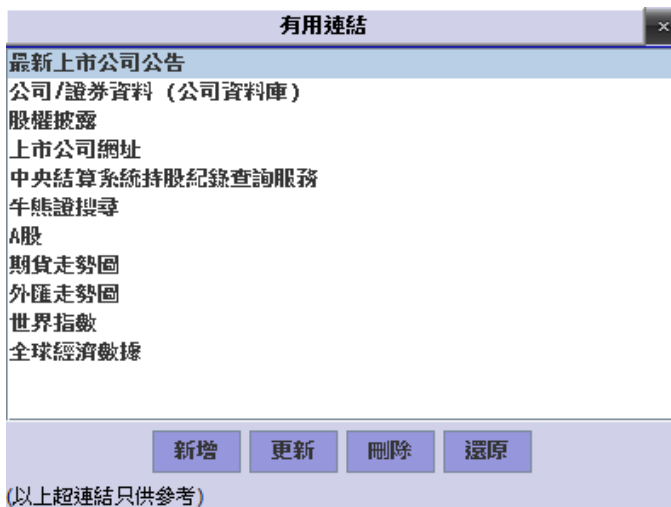 有用連結
最新上市公司公告
公司/證券資料 (公司資料庫)
股權披露
上市公司網址
中央結算系統持股紀錄查詢服務
牛熊證搜尋
A股
期貨走勢圖
外匯走勢圖
世界指數
全球經濟數據
新增 更新 刪除 還原
(以上超連結只供參考)